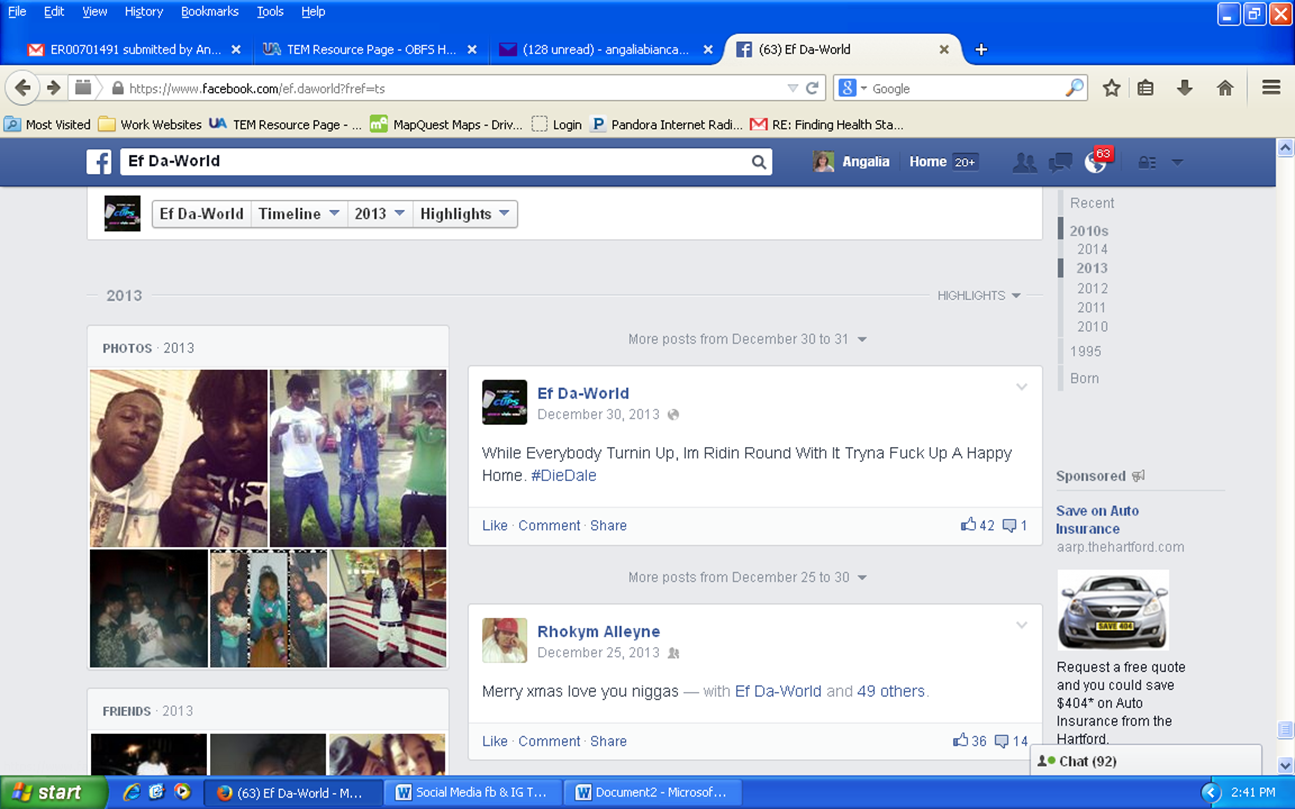 File Edit View History Bookmarks Tools Help
ER00701491 submitted by An... × TEM Resource Page - OBFS H... × (128 unread) - angaliabianca... × (63) Ef Da-World × +
https://www.facebook.com/ef.daworld?fref=ts Google
Most Visited Work Websites TEM Resource Page - ... MapQuest Maps - Driv... Login Pandora Internet Radi... RE: Finding Health Sta...
Ef Da-World Angalia Home 20+ 63
Ef Da-World Timeline 2013 Highlights
Recent
2010s
2014
2013
2012
2011
2010
1995
Born
2013 HIGHLIGHTS
PHOTOS · 2013
FRIENDS · 2013
More posts from December 30 to 31
Ef Da-World
December 30, 2013
While Everybody Turnin Up, Im Ridin Round With It Tryna Fuck Up A Happy
Home. #DieDale
Like · Comment · Share 42 1
More posts from December 25 to 30
Rhokym Alleyne
December 25, 2013
Merry xmas love you niggas — with Ef Da-World and 49 others.
Like · Comment · Share 36 14
Sponsored
Save on Auto
Insurance
aarp.thehartford.com
SAVE 404
Request a free quote
and you could save
$404* on Auto
Insurance from the
Hartford.
Chat (92)
start (63) Ef Da-World - M... Social Media fb & IG T... Document2 - Microsof... 2:41 PM